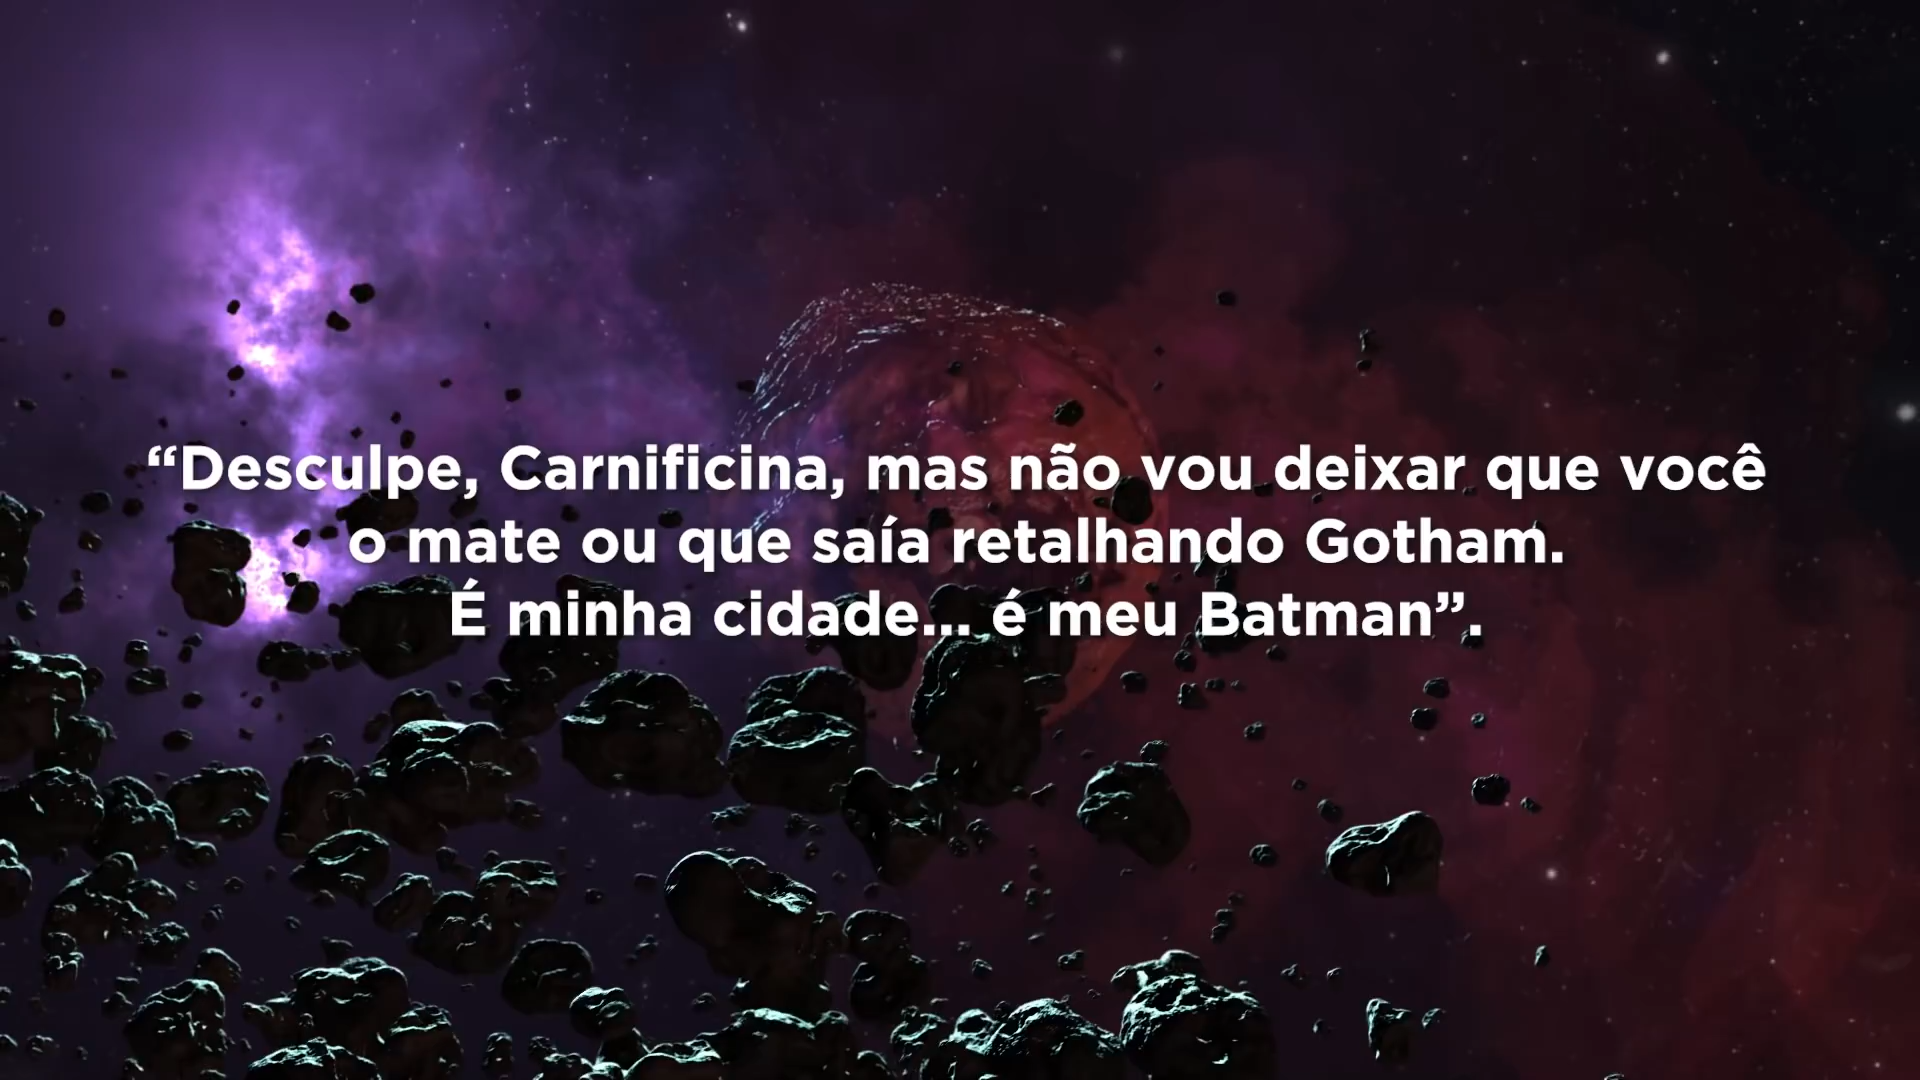 “Desculpe, Carnificina, mas não vou deixar que você
o mate ou que saía retalhando Gotham.
É minha cidade... é meu Batman”.